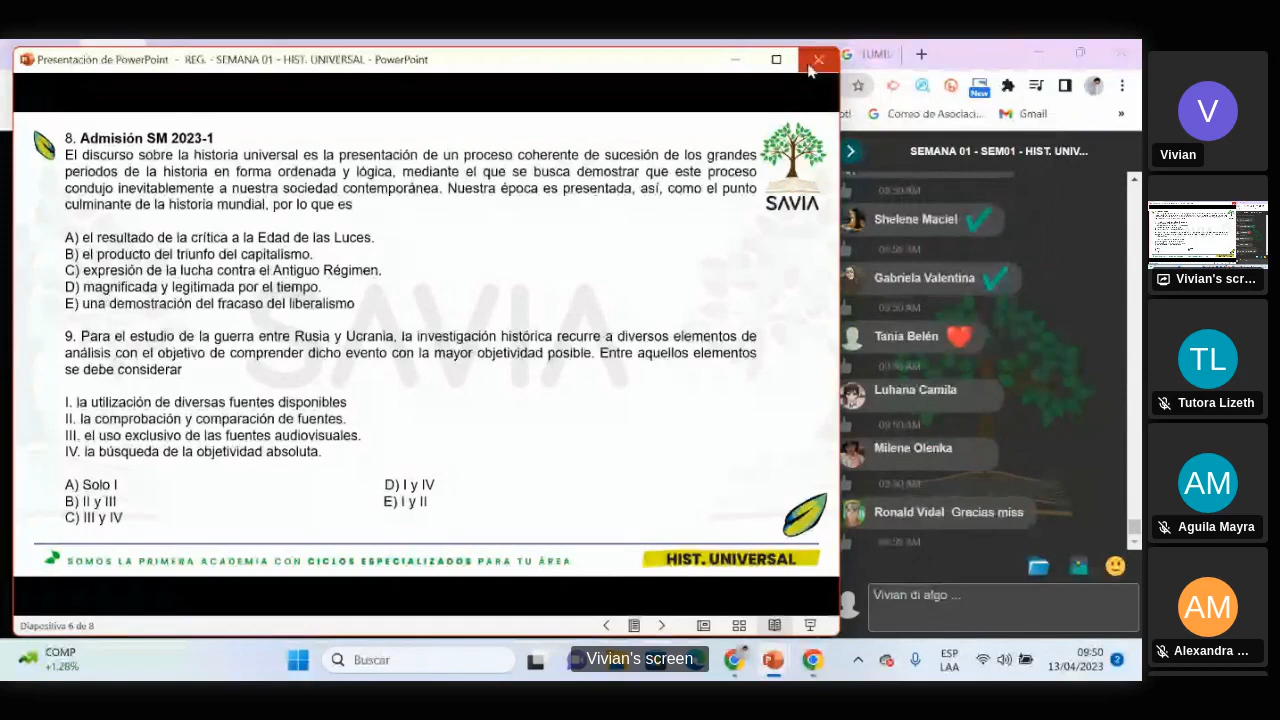 Presentación de PowerPoint - REG. - SEMANA 01 - HIST. UNIVERSAL - PowerPoint
8. Admisión SM 2023-1
El discurso sobre la historia universal es la presentación de un proceso coherente de sucesión de los grandes
periodos de la historia en forma ordenada y lógica, mediante el que se busca demostrar que este proceso
condujo inevitablemente a nuestra sociedad contemporánea. Nuestra época es presentada, así, como el punto
culminante de la historia mundial, por lo que es
A) el resultado de la crítica a la Edad de las Luces.
B) el producto del triunfo del capitalismo.
C) expresión de la lucha contra el Antiguo Régimen.
D) magnificada y legitimada por el tiempo.
E) una demostración del fracaso del liberalismo
9. Para el estudio de la guerra entre Rusia y Ucrania, la investigación histórica recurre a diversos elementos de
análisis con el objetivo de comprender dicho evento con la mayor objetividad posible. Entre aquellos elementos
se debe considerar
I. la utilización de diversas fuentes disponibles
II. la comprobación y comparación de fuentes.
III. el uso exclusivo de las fuentes audiovisuales.
IV. la búsqueda de la objetividad absoluta.
A) Solo I
D) I y IV
B) II y III
E) I y II
C) III y IV
SAVIA
SAVIA
SOMOS LA PRIMERA ACADEMIA CON CICLOS ESPECIALIZADOS PARA TU ÁREA
HIST. UNIVERSAL
Diapositiva 6 de 8
TUMI
New
Correo de Asociaci...
Gmail
»
SEMANA 01 - SEM01 - HIST. UNIV...
Shelene Maciel
Gabriela Valentina
Tania Belén
Luhana Camila
Milene Olenka
Ronald Vidal Gracias miss
Vivian di algo ...
COMP
+1.28%
Buscar
Vivian's screen
ESP
LAA
09:50
13/04/2023
2
V
Vivian
Vivian's scr...
TL
Tutora Lizeth
AM
Aguila Mayra
AM
Alexandra ...